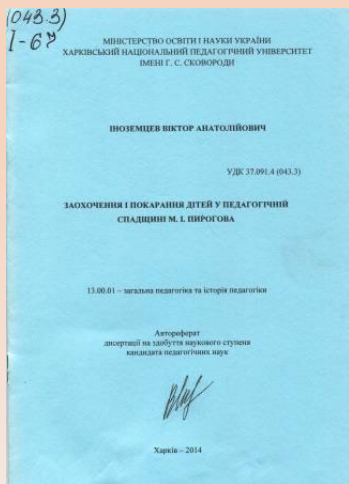 (043.3)
І-67
МІНІСТЕРСТВО ОСВІТИ І НАУКИ УКРАЇНИ
ХАРКІВСЬКИЙ НАЦІОНАЛЬНИЙ ПЕДАГОГІЧНИЙ УНІВЕРСИТЕТ
ІМЕНІ Г. С. СКОВОРОДИ
ІНОЗЕМЦЕВ ВІКТОР АНАТОЛІЙОВИЧ
УДК 37.091.4 (043.3)
ЗАОХОЧЕННЯ І ПОКАРАННЯ ДІТЕЙ У ПЕДАГОГІЧНІЙ
СПАДЩИНІ М. І. ПИРОГОВА
13.00.01 – загальна педагогіка та історія педагогіки
Автореферат
дисертації на здобуття наукового ступеня
кандидата педагогічних наук
Харків – 2014